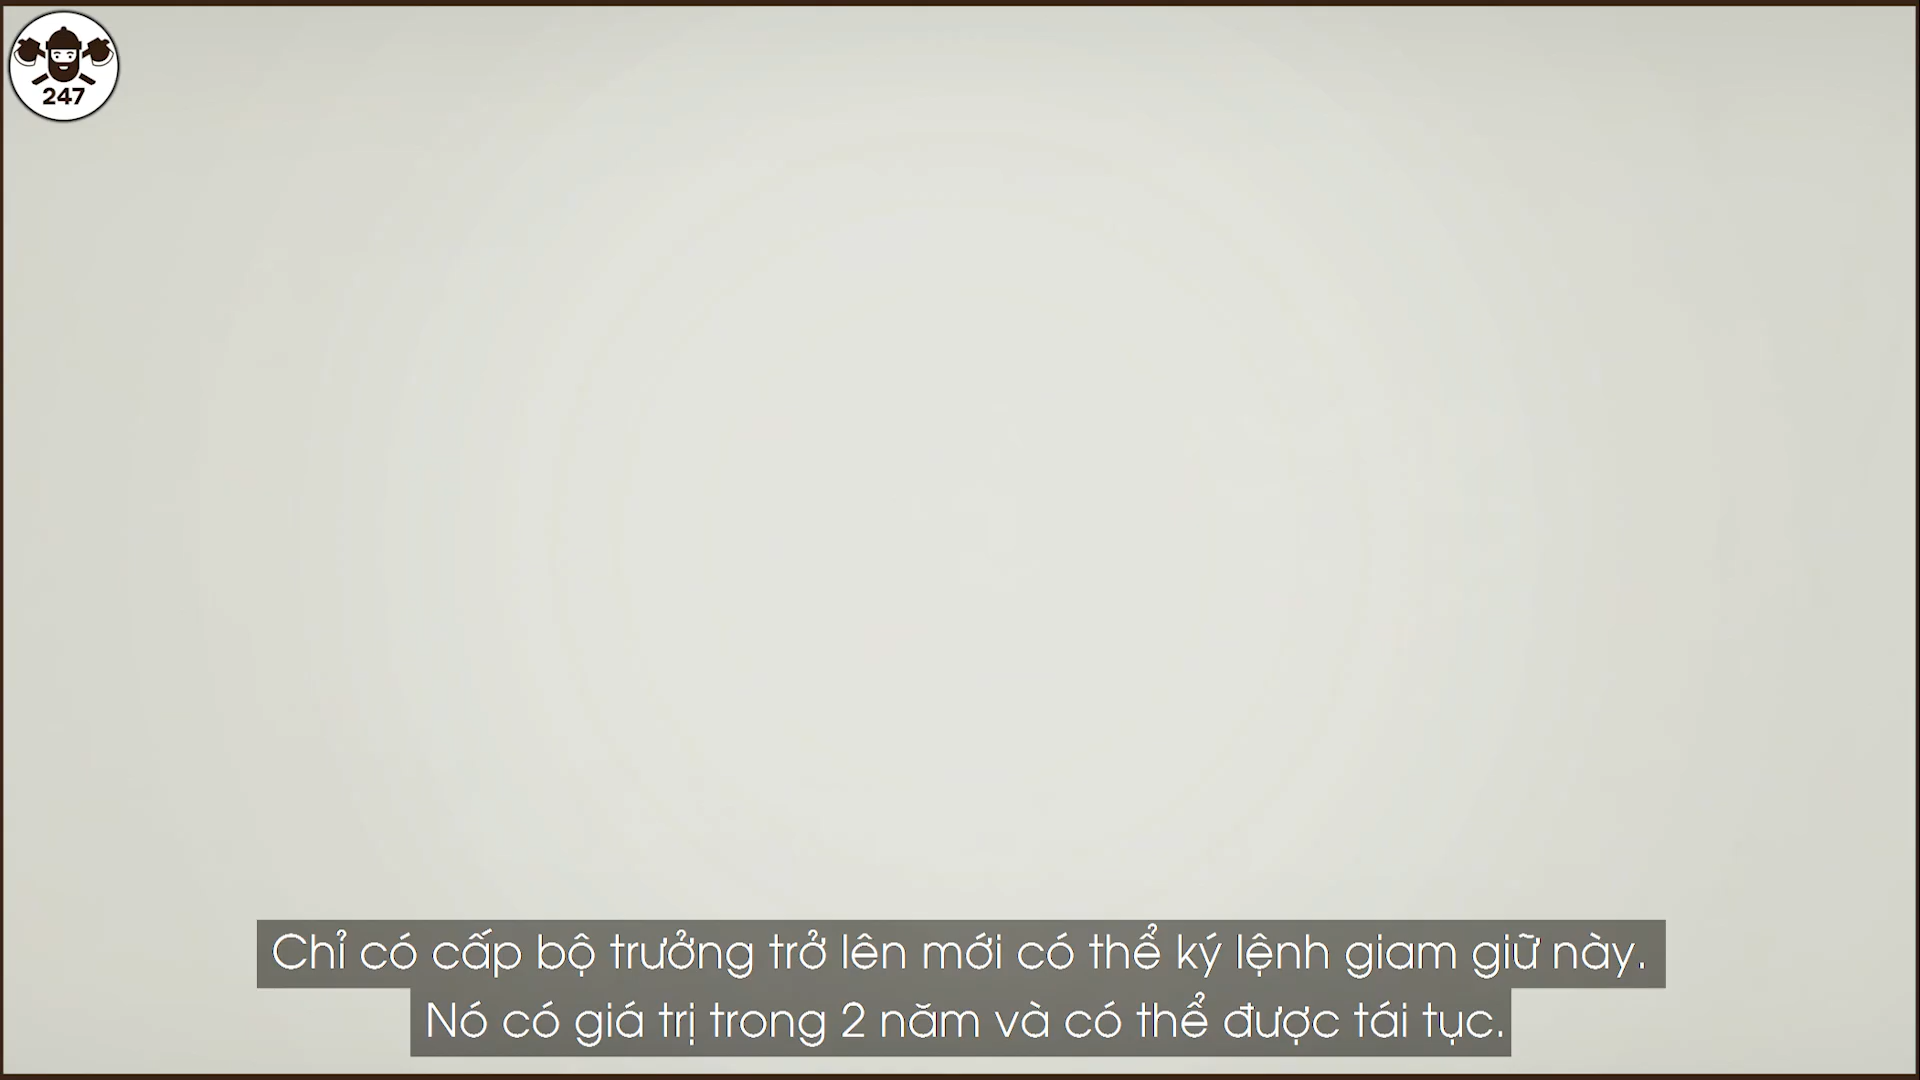 247
Chỉ có cấp bộ trưởng trở lên mới có thể ký lệnh giam giữ này.
Nó có giá trị trong 2 năm và có thể được tái tục.